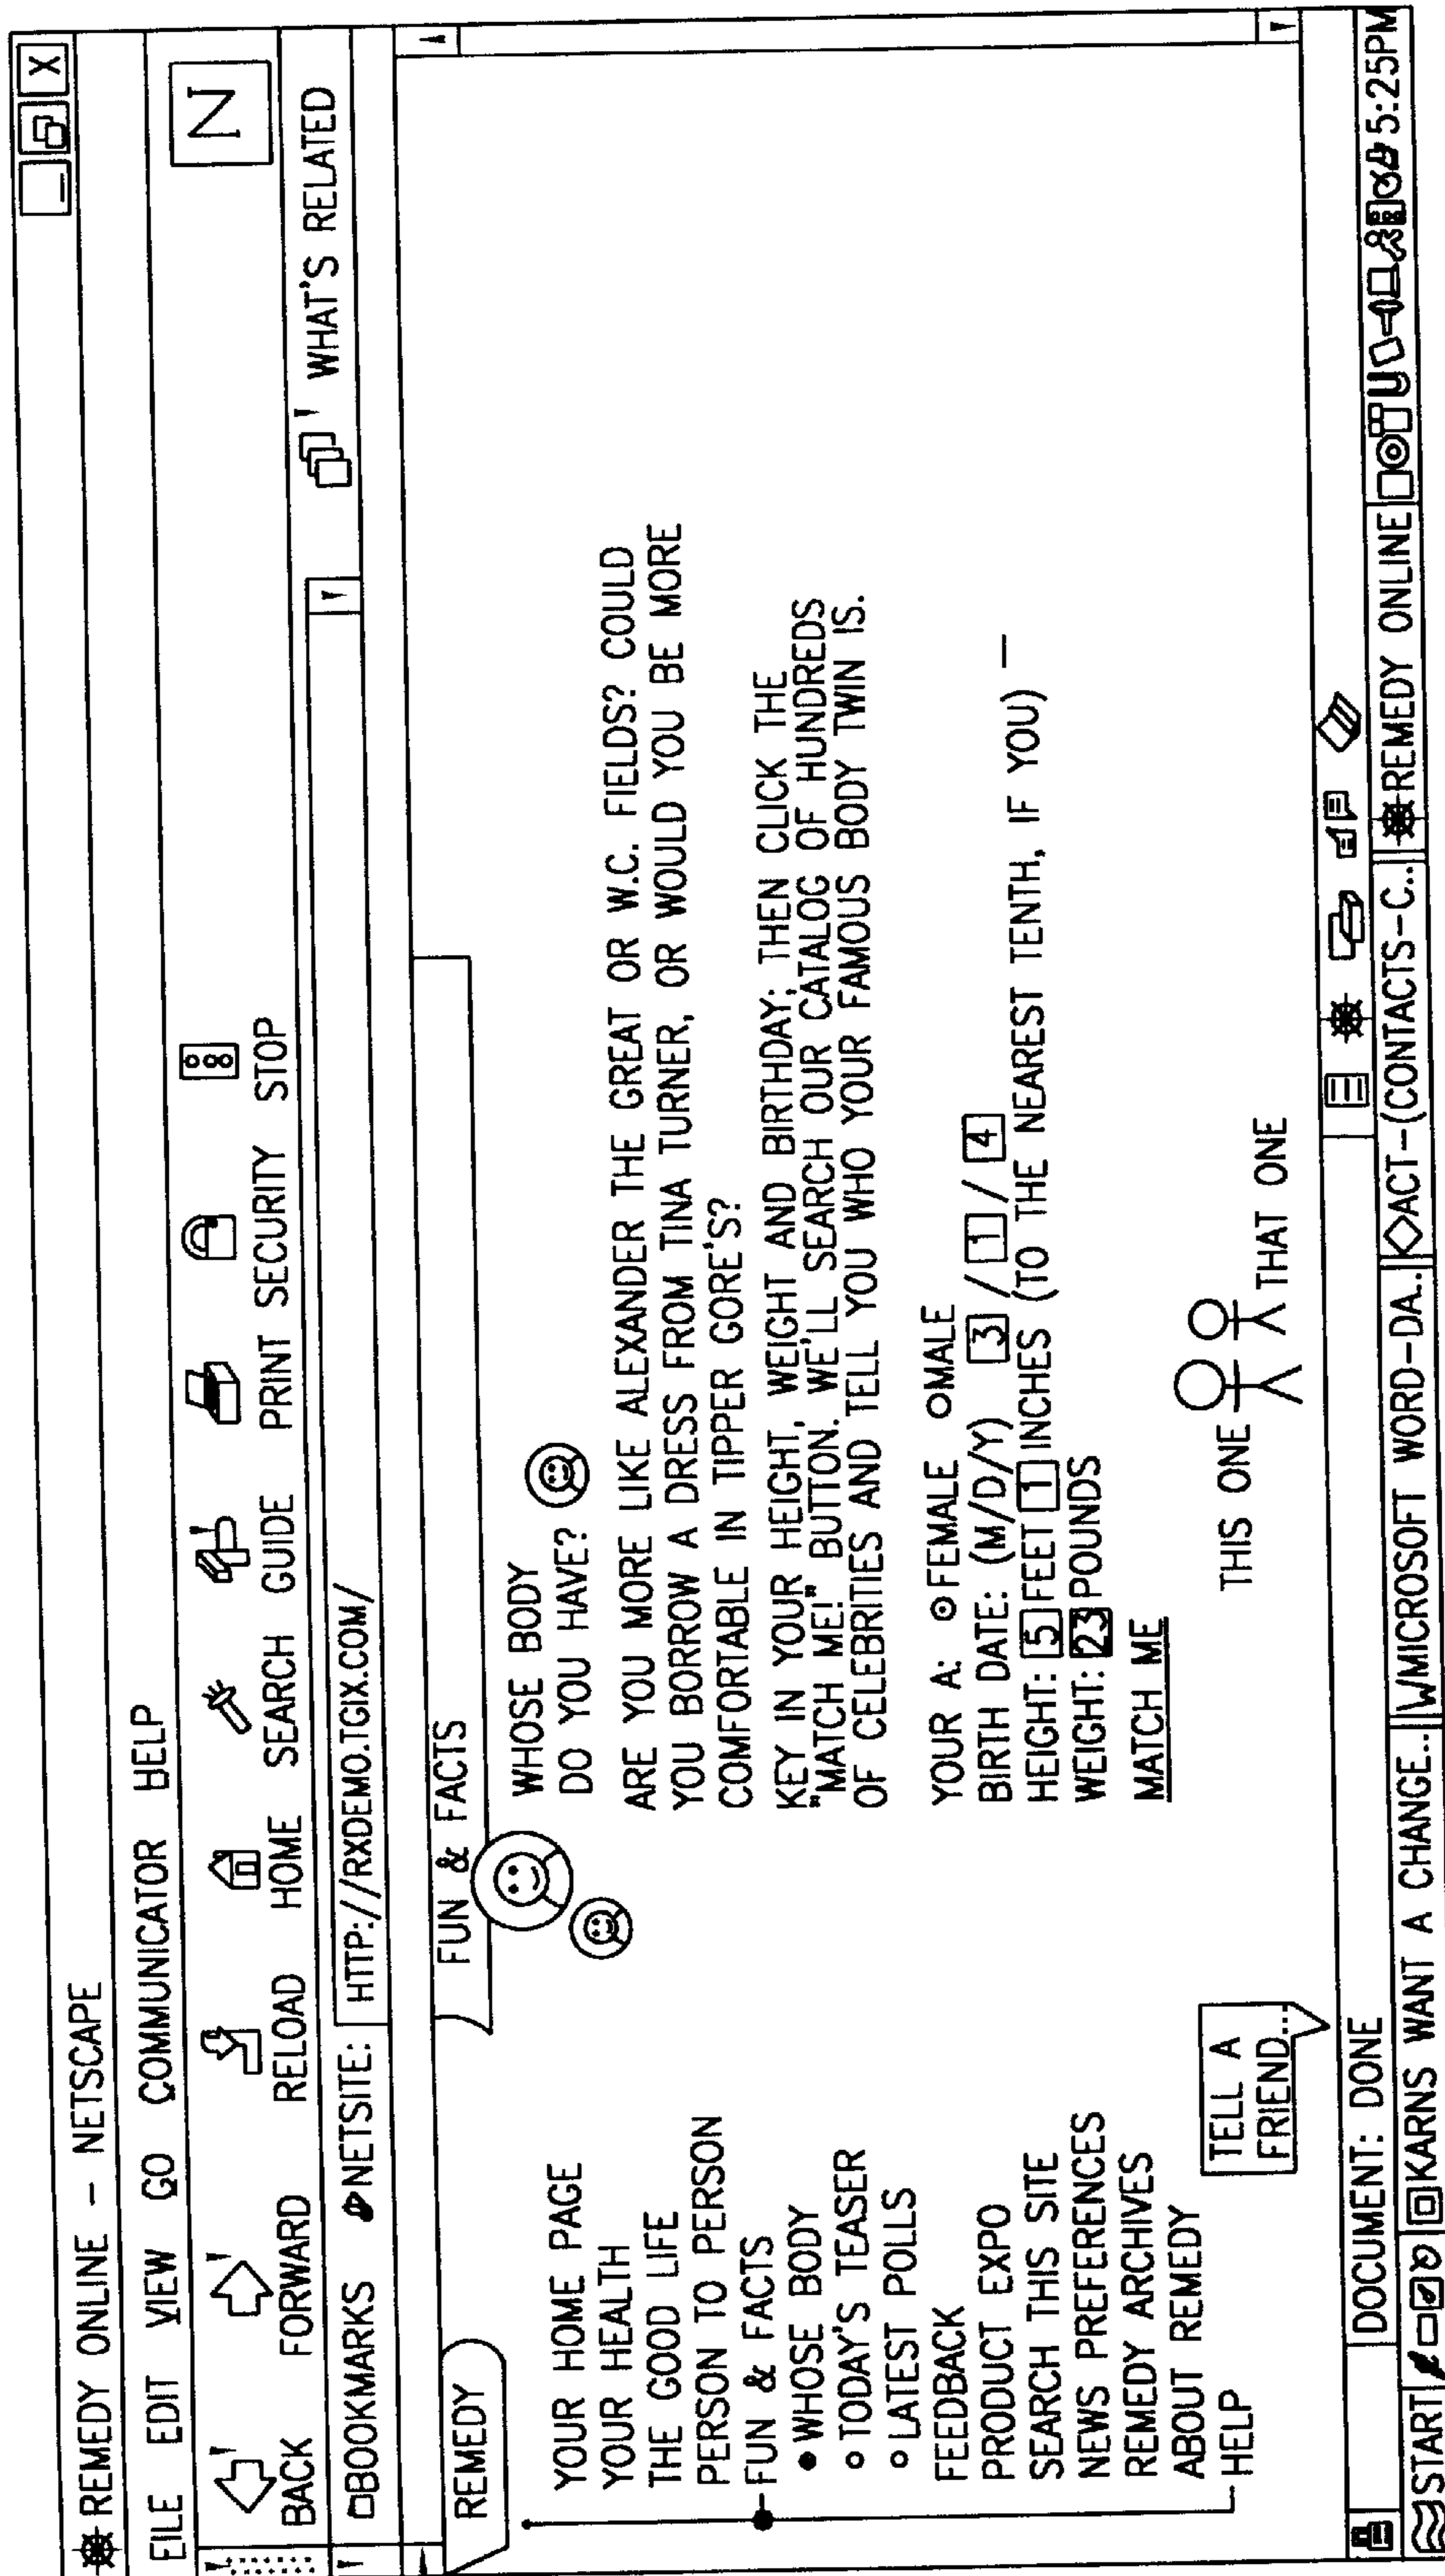 REMEDY ONLINE - NETSCAPE
X
FILE EDIT VIEW GO COMMUNICATOR HELP
BACK FORWARD RELOAD HOME SEARCH GUIDE PRINT SECURITY STOP
N
BOOKMARKS NETSITE: HTTP://RXDEMO.TGIX.COM/ WHAT'S RELATED
REMEDY
FUN & FACTS
YOUR HOME PAGE
YOUR HEALTH
THE GOOD LIFE
PERSON TO PERSON
FUN & FACTS
WHOSE BODY
TODAY'S TEASER
LATEST POLLS
FEEDBACK
PRODUCT EXPO
SEARCH THIS SITE
NEWS PREFERENCES
REMEDY ARCHIVES
ABOUT REMEDY
HELP
TELL A
FRIEND...
WHOSE BODY
DO YOU HAVE?
ARE YOU MORE LIKE ALEXANDER THE GREAT OR W.C. FIELDS? COULD
YOU BORROW A DRESS FROM TINA TURNER, OR WOULD YOU BE MORE
COMFORTABLE IN TIPPER GORE'S?
KEY IN YOUR HEIGHT, WEIGHT AND BIRTHDAY; THEN CLICK THE
"MATCH ME!" BUTTON. WE'LL SEARCH OUR CATALOG OF HUNDREDS
OF CELEBRITIES AND TELL YOU WHO YOUR FAMOUS BODY TWIN IS.
YOUR A: FEMALE MALE
BIRTH DATE: (M/D/Y) 3 / 1 / 4
HEIGHT: 5 FEET 1 INCHES (TO THE NEAREST TENTH, IF YOU) —
WEIGHT: 23 POUNDS
MATCH ME
THIS ONE THAT ONE
DOCUMENT: DONE
START KARNS WANT A CHANGE.. WMICROSOFT WORD-DA.. ACT-(CONTACTS-C.. REMEDY ONLINE 5:25PM